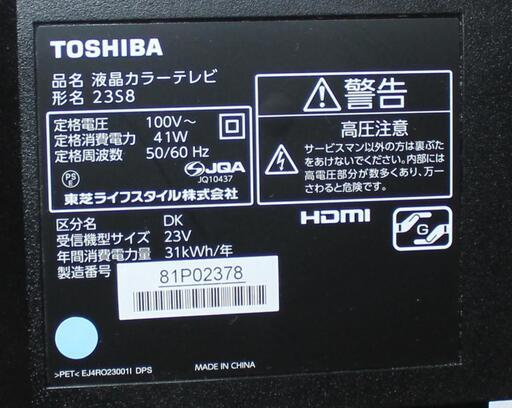 TOSHIBA
品名 液晶カラーテレビ
形名 23S8
定格電圧 100V～
定格消費電力 41W
定格周波数 50/60 Hz
PS E
JQA
JQ10437
東芝ライフスタイル株式会社
警告
高圧注意
サービスマン以外の方は裏ぶた
をあけないでください。内部には
高電圧部分が数多くあり、万一
さわると危険です。
区分名 DK
受信機型サイズ 23V
年間消費電力量 31kWh/年
製造番号
81P02378
HDMI
G
>PET< EJ4RO23001I DPS
MADE IN CHINA